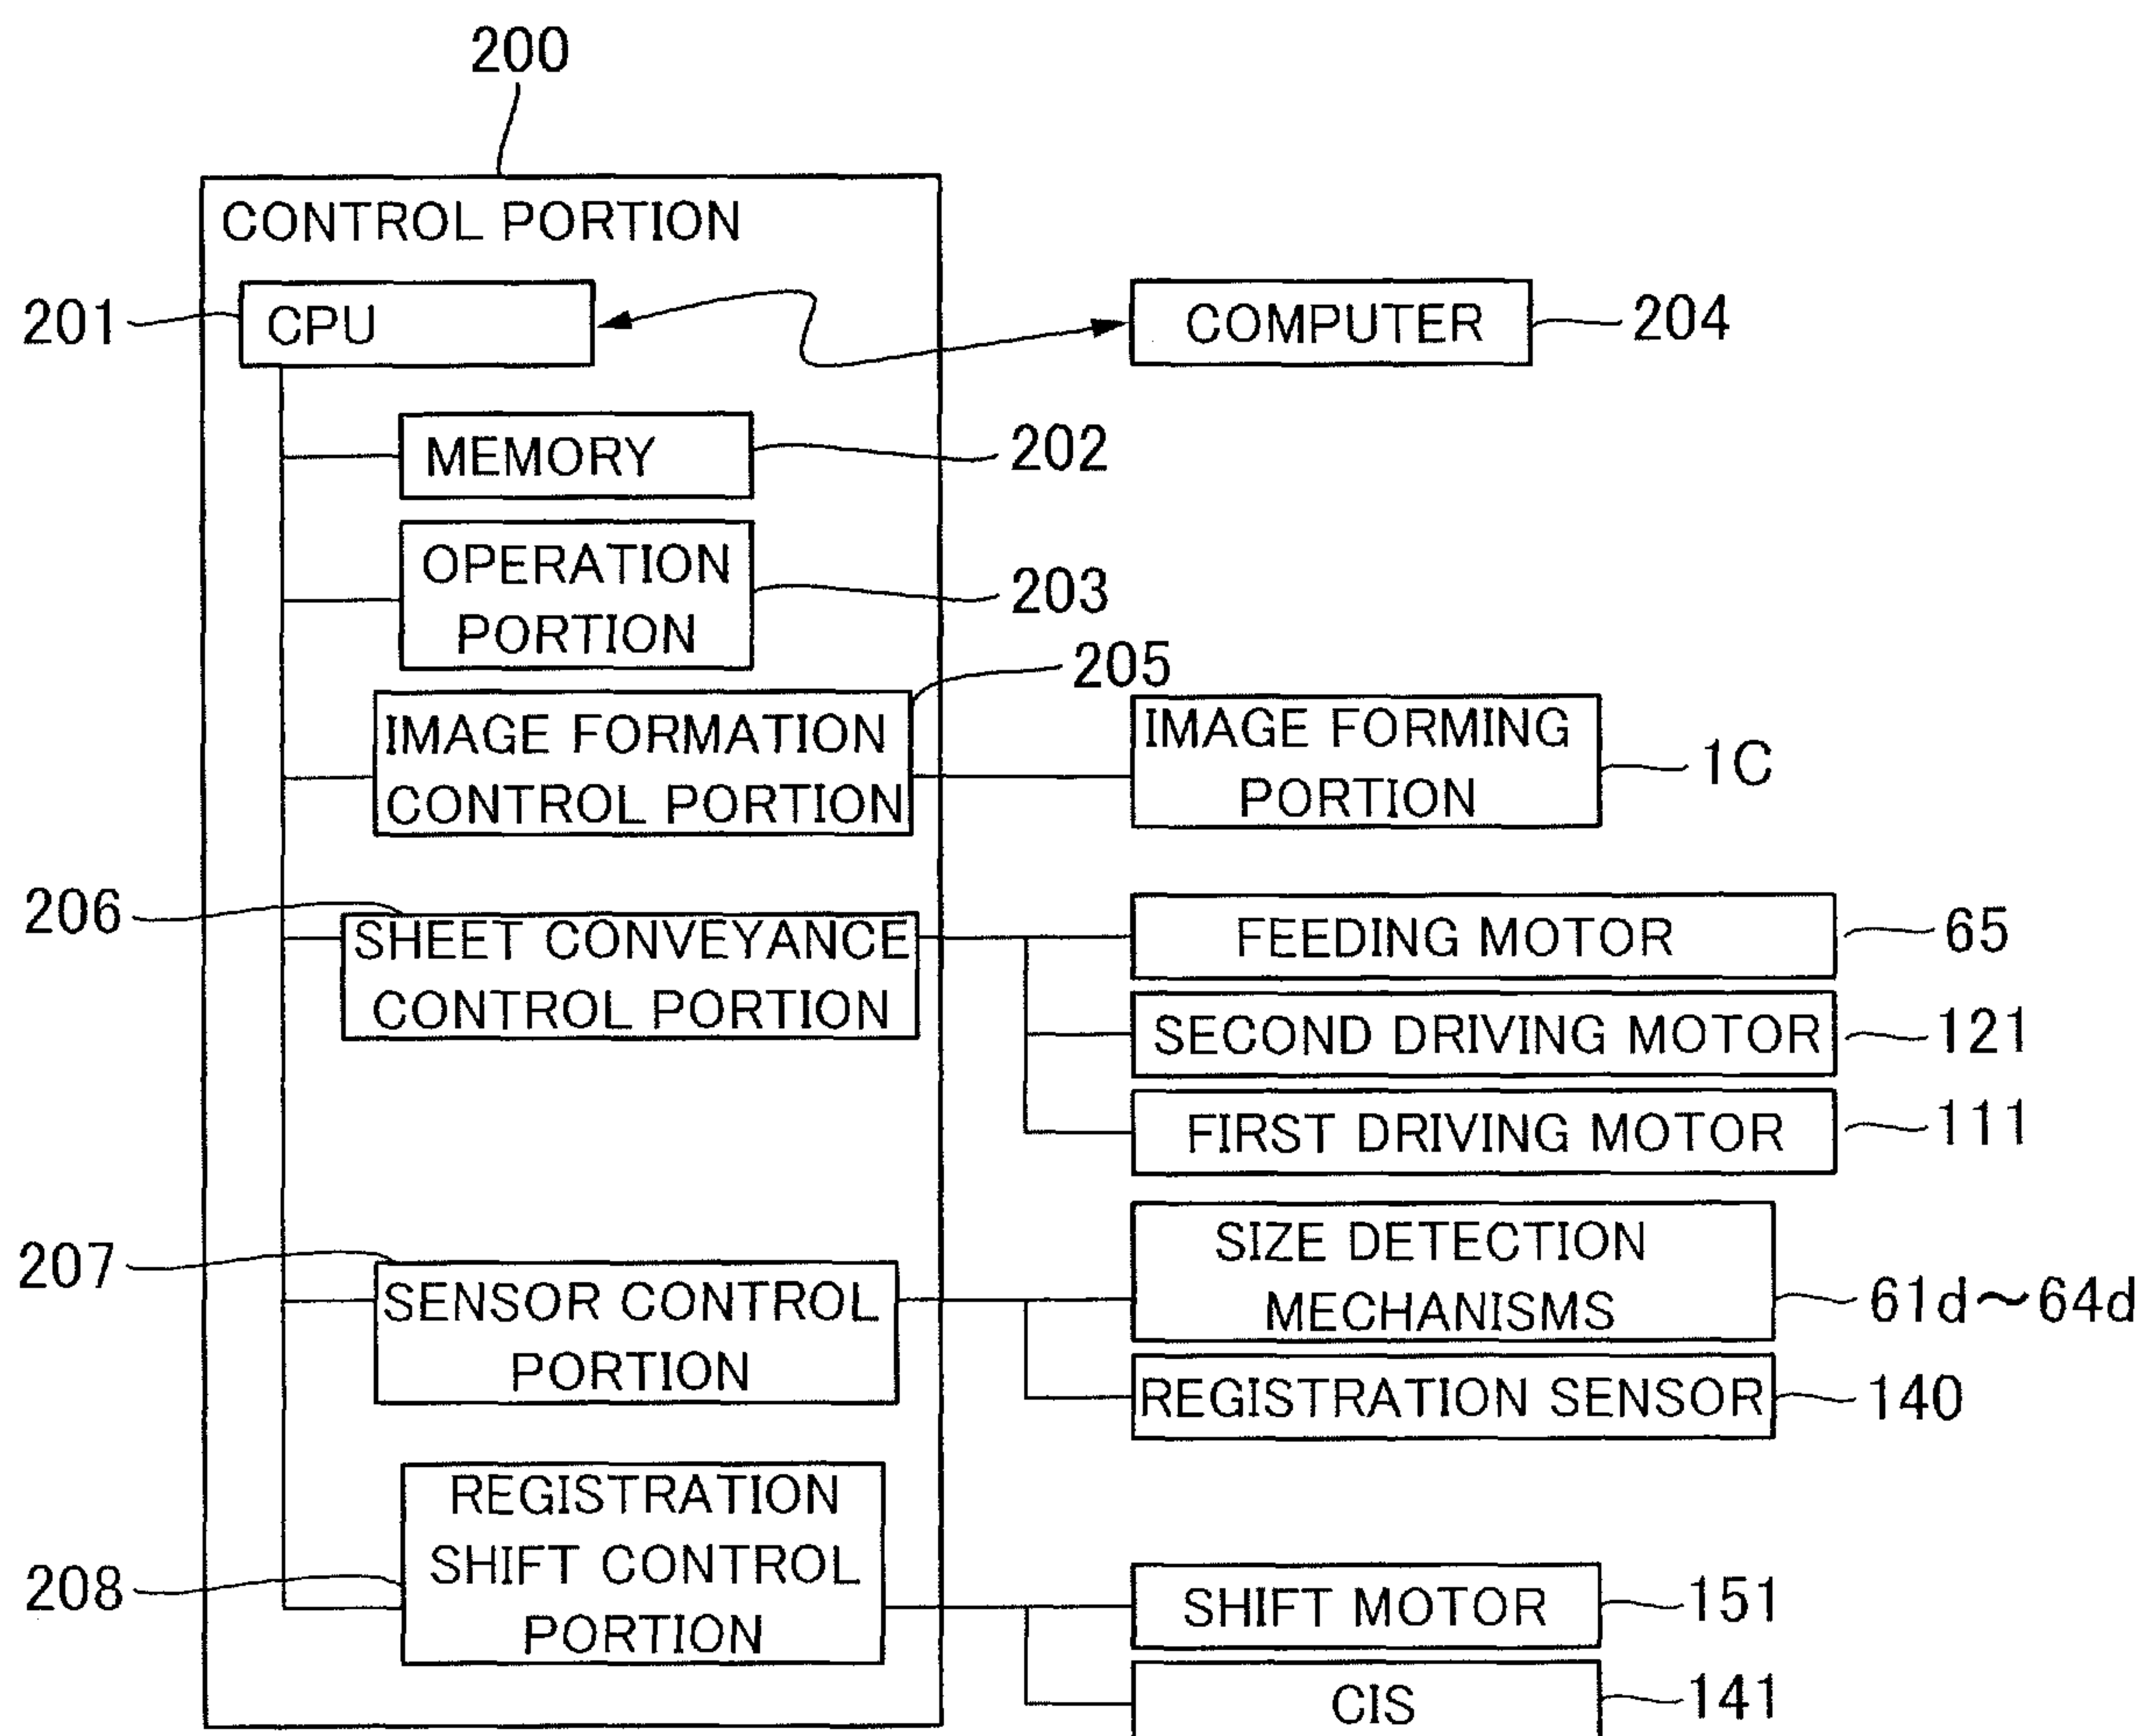 200
CONTROL PORTION
201
CPU
COMPUTER
204
MEMORY
202
OPERATION
PORTION
203
205
IMAGE FORMATION
CONTROL PORTION
IMAGE FORMING
PORTION
1C
206
SHEET CONVEYANCE
CONTROL PORTION
FEEDING MOTOR
65
SECOND DRIVING MOTOR
121
FIRST DRIVING MOTOR
111
207
SENSOR CONTROL
PORTION
SIZE DETECTION
MECHANISMS
61d～64d
REGISTRATION SENSOR
140
208
REGISTRATION
SHIFT CONTROL
PORTION
SHIFT MOTOR
151
CIS
141